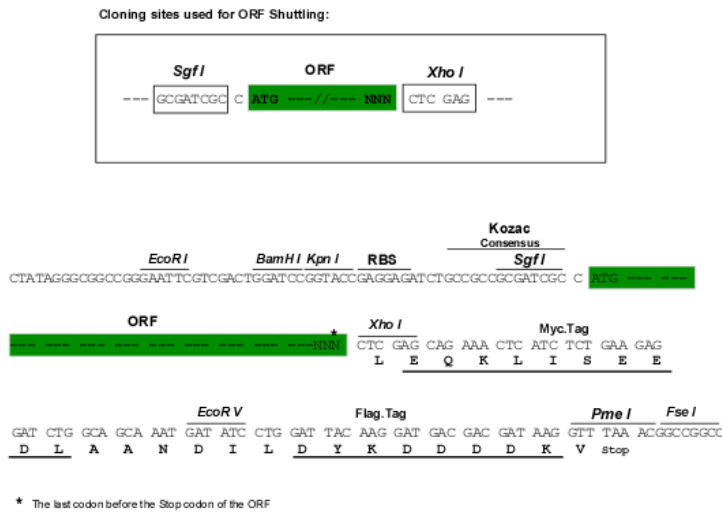 Cloning sites used for ORF Shuttling:
Sgf I ORF Xho I
--- GCGATCGC C ATG ---//--- NNN CTC GAG ---
Kozac
Consensus
EcoR I BamH I Kpn I RBS Sgf I
CTATAGGGCGGCCGGGAATTCGTCGACTGGATCCGGTACCGAGGAGATCTGCCGCCGCGATCGC C ATG --- ---
ORF * Xho I Myc.Tag
--- --- --- --- --- --- --- --- --- --- --- ---NNN CTC GAG CAG AAA CTC ATC TCT GAA GAG
L E Q K L I S E E
EcoR V Flag.Tag Pme I Fse I
GAT CTG GCA GCA AAT GAT ATC CTG GAT TAC AAG GAT GAC GAC GAT AAG GTT TAA ACGGCCGGCC
D L A A N D I L D Y K D D D D K V Stop
* The last codon before the Stop codon of the ORF